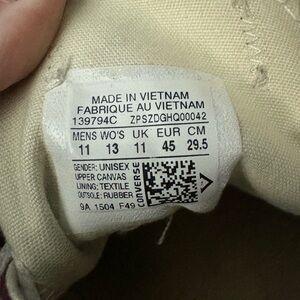 MADE IN VIETNAM
FABRIQUE AU VIETNAM
139794C ZPSZDGHQ00042
MENS WO'S UK EUR CM
11 13 11 45 29.5
GENDER: UNISEX
UPPER CANVAS
LINING: TEXTILE
OUTSOLE: RUBBER
9A 1504 F49
CONVERSE